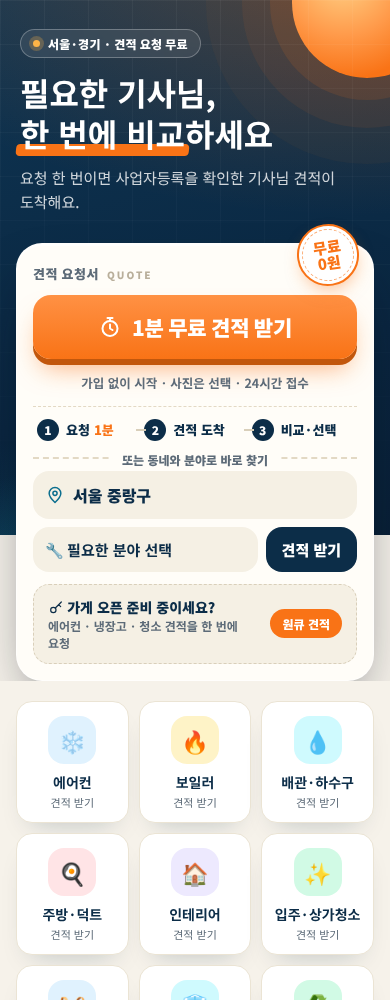 서울·경기 · 견적 요청 무료
필요한 기사님,
한 번에 비교하세요
요청 한 번이면 사업자등록을 확인한 기사님 견적이
도착해요.
무료
0원
견적 요청서 QUOTE
1분 무료 견적 받기
가입 없이 시작 · 사진은 선택 · 24시간 접수
1 요청 1분 2 견적 도착 3 비교·선택
또는 동네와 분야로 바로 찾기
서울 중랑구
필요한 분야 선택 견적 받기
가게 오픈 준비 중이세요?
에어컨 · 냉장고 · 청소 견적을 한 번에
요청
원큐 견적
에어컨 보일러 배관·하수구
견적 받기 견적 받기 견적 받기
주방·덕트 인테리어 입주·상가청소
견적 받기 견적 받기 견적 받기